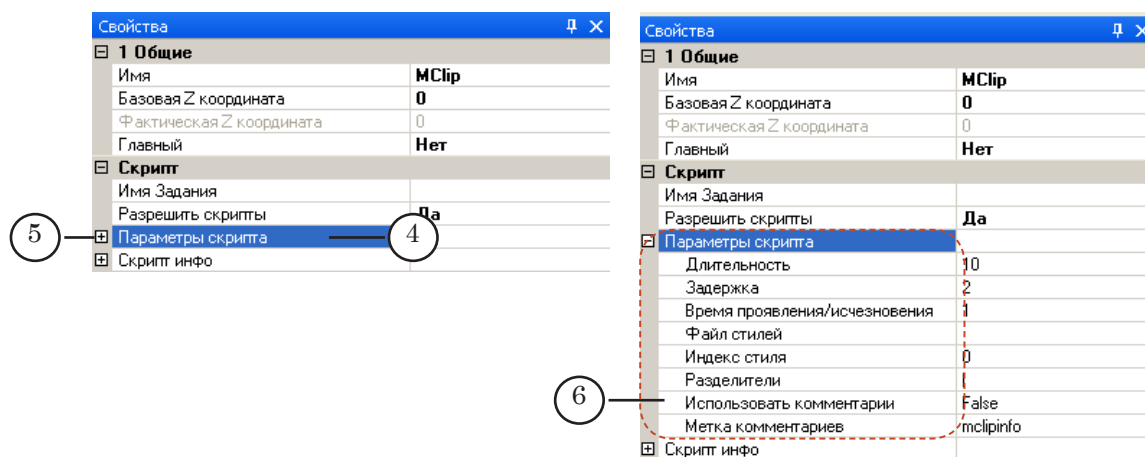 Свойства
1 Общие
Имя MClip
Базовая Z координата 0
Фактическая Z координата 0
Главный Нет
Скрипт
Имя Задания
Разрешить скрипты Да
5 Параметры скрипта 4
Скрипт инфо
Свойства
1 Общие
Имя MClip
Базовая Z координата 0
Фактическая Z координата 0
Главный Нет
Скрипт
Имя Задания
Разрешить скрипты Да
Параметры скрипта
Длительность 10
Задержка 2
Время проявления/исчезновения 1
Файл стилей
Индекс стиля 0
Разделители
6 Использовать комментарии False
Метка комментариев mclipinfo
Скрипт инфо